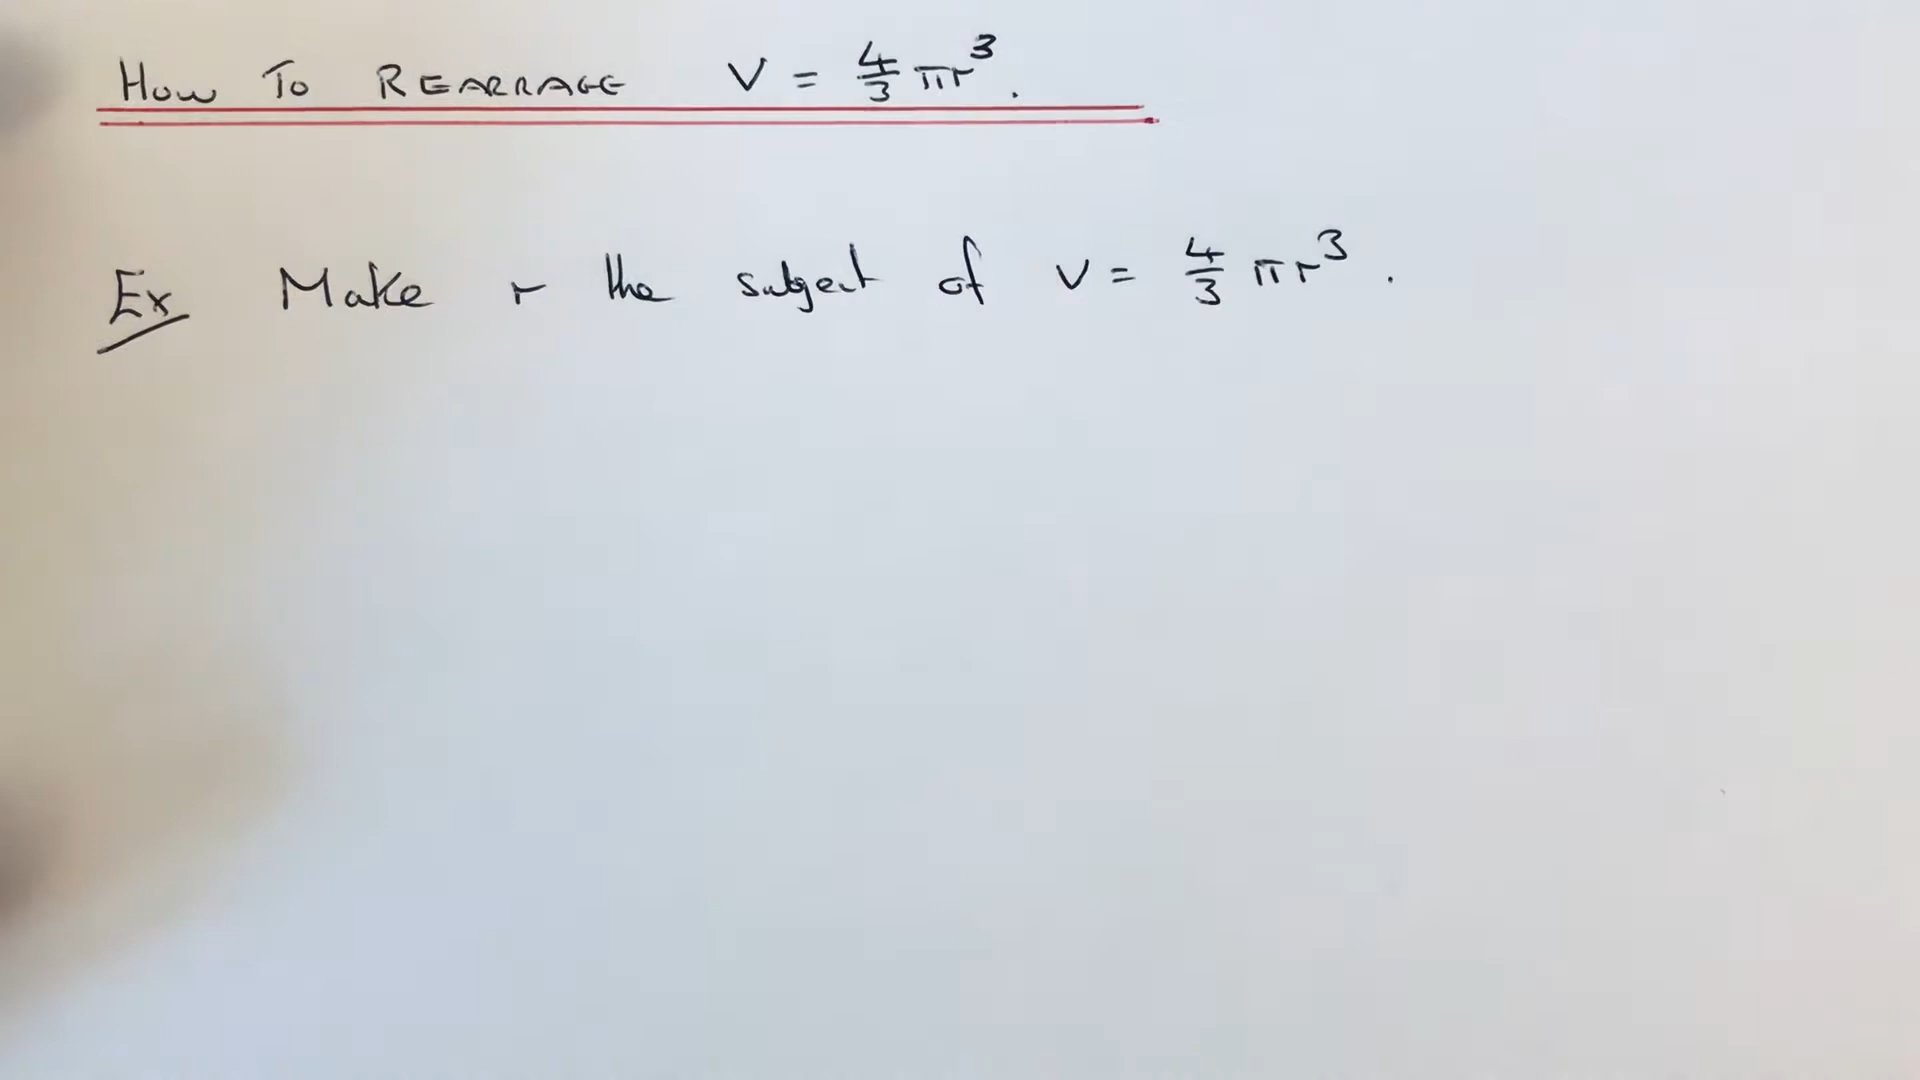 How To REARRAGE V = 4/3 πr³.
Ex Make r the subject of V = 4/3 πr³.